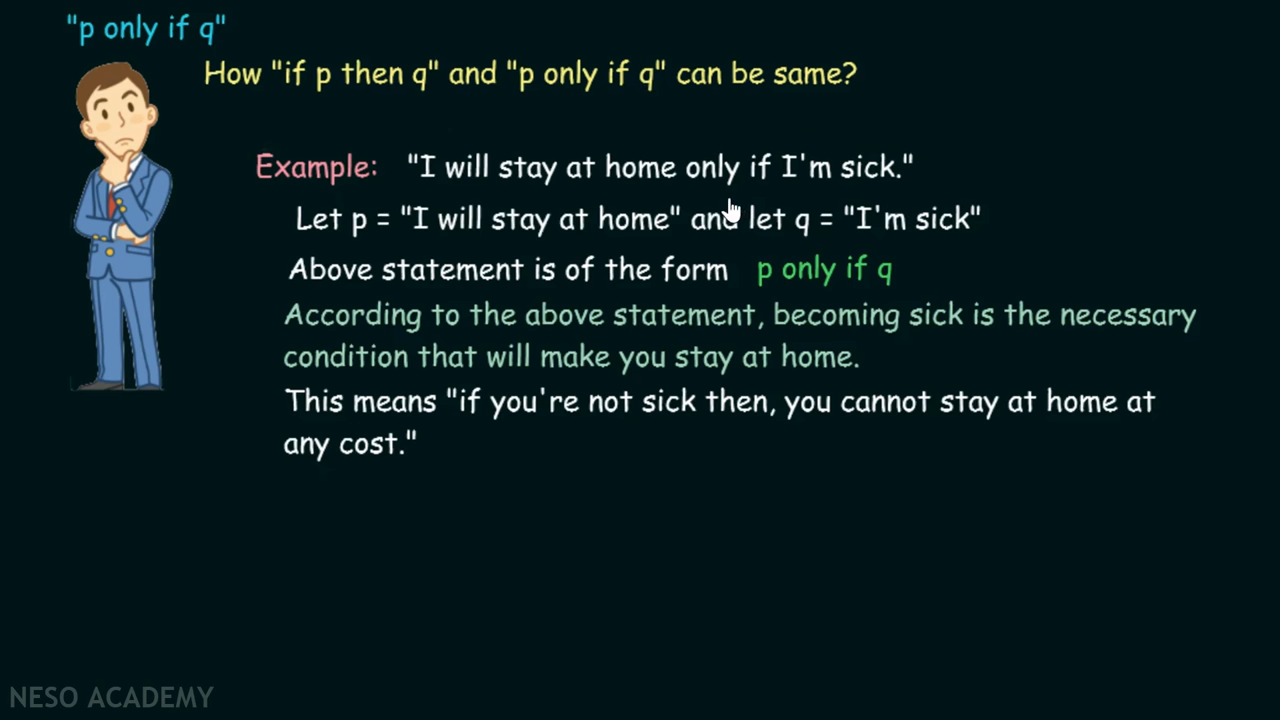 "p only if q"
How "if p then q" and "p only if q" can be same?
Example: "I will stay at home only if I'm sick."
Let p = "I will stay at home" and let q = "I'm sick"
Above statement is of the form p only if q
According to the above statement, becoming sick is the necessary
condition that will make you stay at home.
This means "if you're not sick then, you cannot stay at home at
any cost."
NESO ACADEMY